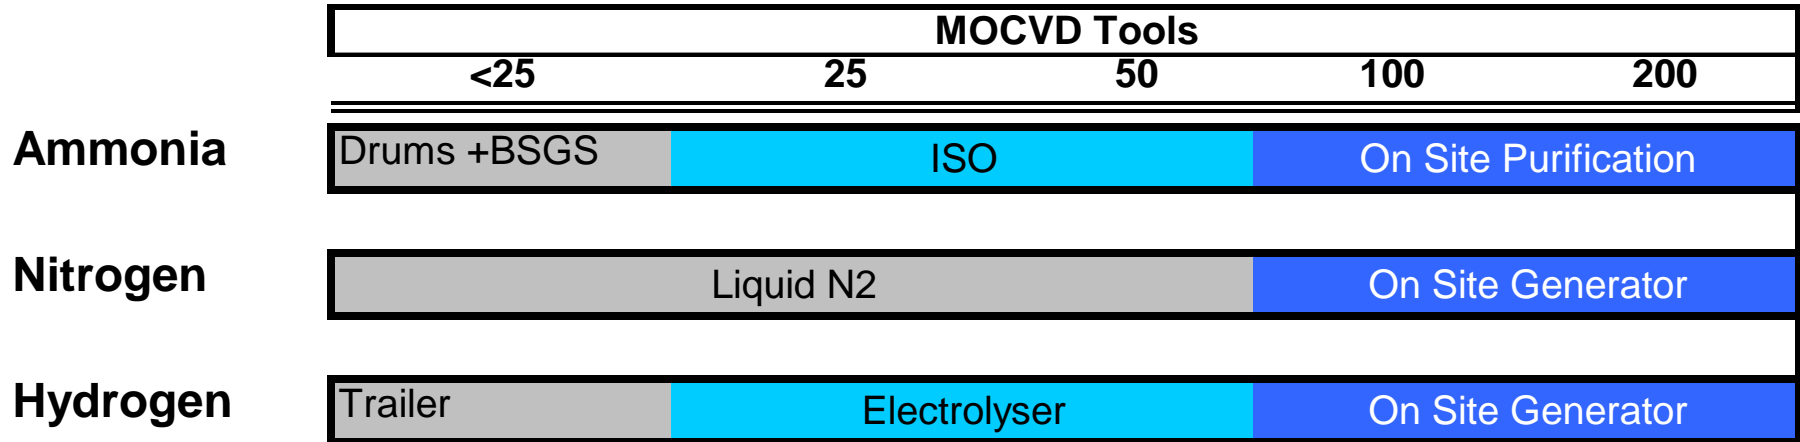 MOCVD Tools
<25 25 50 100 200
Ammonia Drums +BSGS ISO On Site Purification
Nitrogen Liquid N2 On Site Generator
Hydrogen Trailer Electrolyser On Site Generator